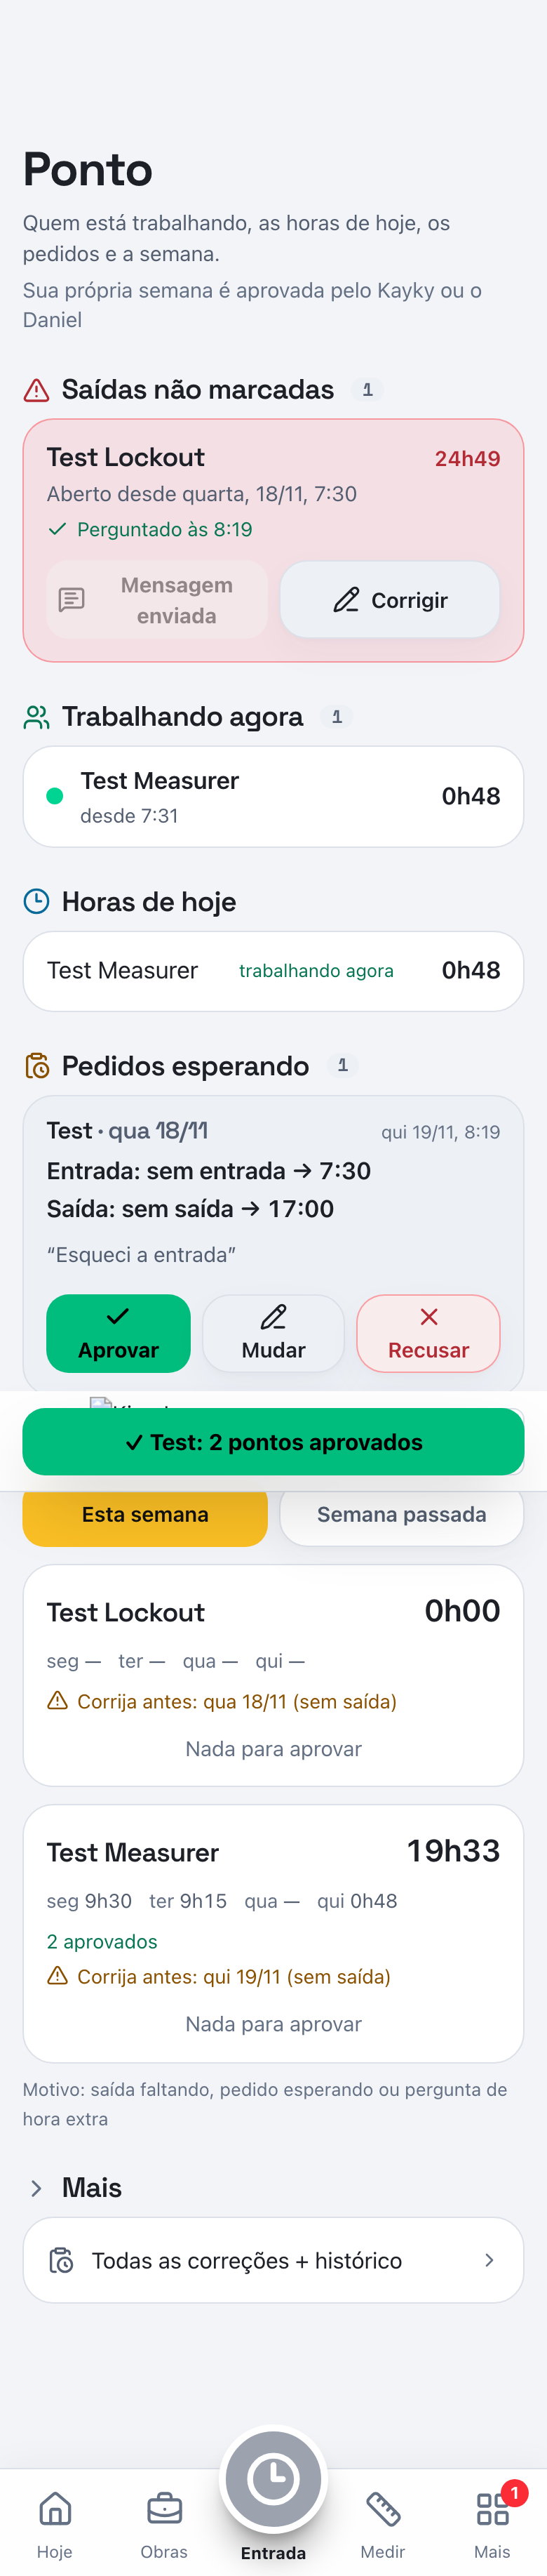 Ponto
Quem está trabalhando, as horas de hoje, os
pedidos e a semana.
Sua própria semana é aprovada pelo Kayky ou o
Daniel
Saídas não marcadas 1
Test Lockout 24h49
Aberto desde quarta, 18/11, 7:30
Perguntado às 8:19
Mensagem
enviada
Corrigir
Trabalhando agora 1
Test Measurer
desde 7:31
0h48
Horas de hoje
Test Measurer trabalhando agora 0h48
Pedidos esperando 1
Test · qua 18/11 qui 19/11, 8:19
Entrada: sem entrada → 7:30
Saída: sem saída → 17:00
“Esqueci a entrada”
Aprovar Mudar Recusar
✓ Test: 2 pontos aprovados
Esta semana Semana passada
Test Lockout 0h00
seg — ter — qua — qui —
Corrija antes: qua 18/11 (sem saída)
Nada para aprovar
Test Measurer 19h33
seg 9h30 ter 9h15 qua — qui 0h48
2 aprovados
Corrija antes: qui 19/11 (sem saída)
Nada para aprovar
Motivo: saída faltando, pedido esperando ou pergunta de
hora extra
Mais
Todas as correções + histórico
1
Hoje Obras Entrada Medir Mais